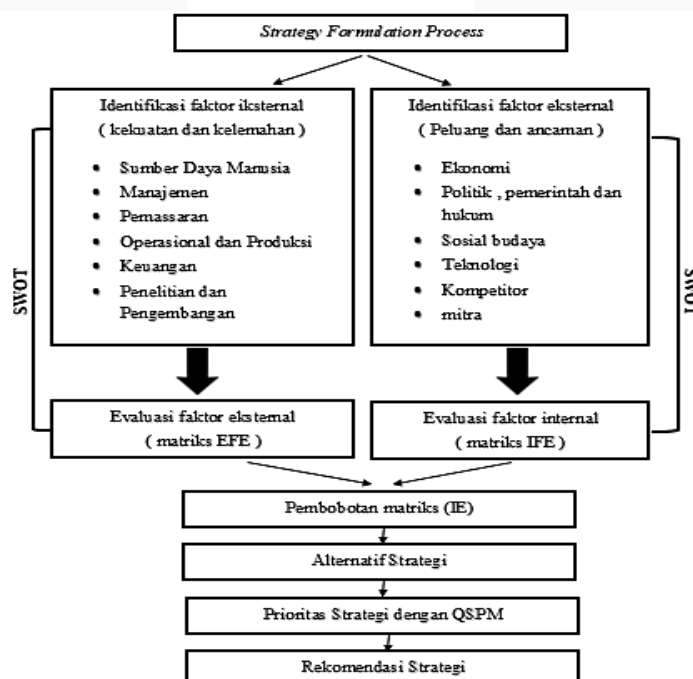 Strategy Formulation Process
Identifikasi faktor iksternal
( kekuatan dan kelemahan )
• Sumber Daya Manusia
• Manajemen
• Pemassaran
• Operasional dan Produksi
• Keuangan
• Penelitian dan
Pengembangan
Identifikasi faktor eksternal
( Peluang dan ancaman )
• Ekonomi
• Politik , pemerintah dan
hukum
• Sosial budaya
• Teknologi
• Kompetitor
• mitra
SWOT
SWOT
Evaluasi faktor eksternal
( matriks EFE )
Evaluasi faktor internal
( matriks IFE )
Pembobotan matriks (IE)
Alternatif Strategi
Prioritas Strategi dengan QSPM
Rekomendasi Strategi